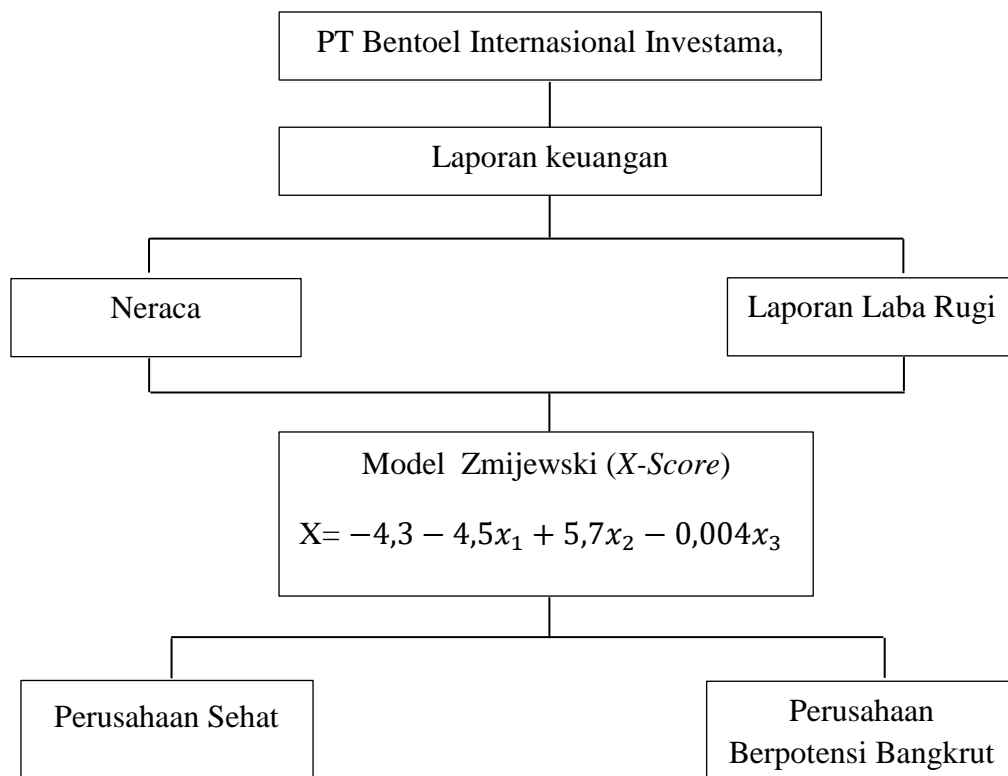 PT Bentoel Internasional Investama,
Laporan keuangan
Neraca
Laporan Laba Rugi
Model Zmijewski (X-Score)
X= −4,3 − 4,5x₁ + 5,7x₂ − 0,004x₃
Perusahaan Sehat
Perusahaan
Berpotensi Bangkrut